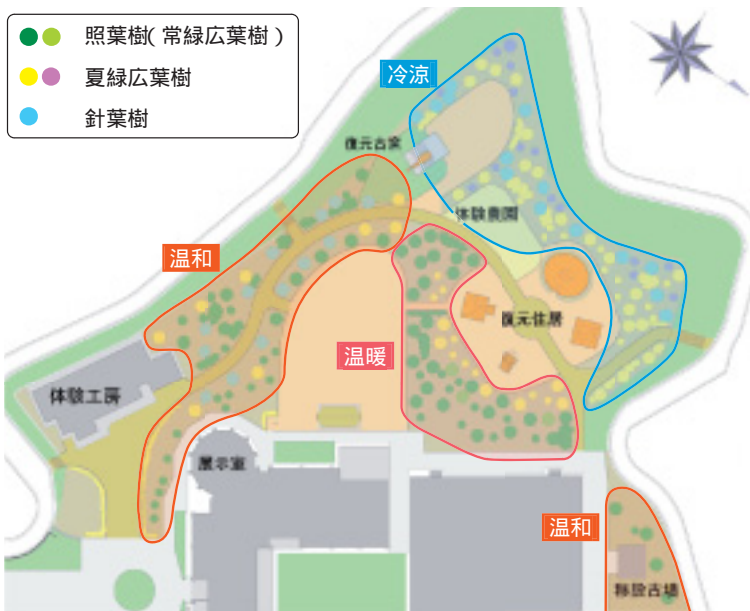 照葉樹(常緑広葉樹)
夏緑広葉樹
針葉樹
冷涼
復元古窯
体験農園
温和
復元住居
温暖
体験工房
展示室
温和
移設古墳